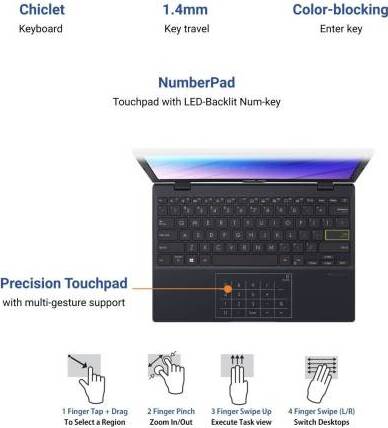 Chiclet 1.4mm Color-blocking
Keyboard Key travel Enter key
NumberPad
Touchpad with LED-Backlit Num-key
Precision Touchpad
with multi-gesture support
1 Finger Tap + Drag 2 Finger Pinch 3 Finger Swipe Up 4 Finger Swipe (L/R)
To Select a Region Zoom In/Out Execute Task view Switch Desktops